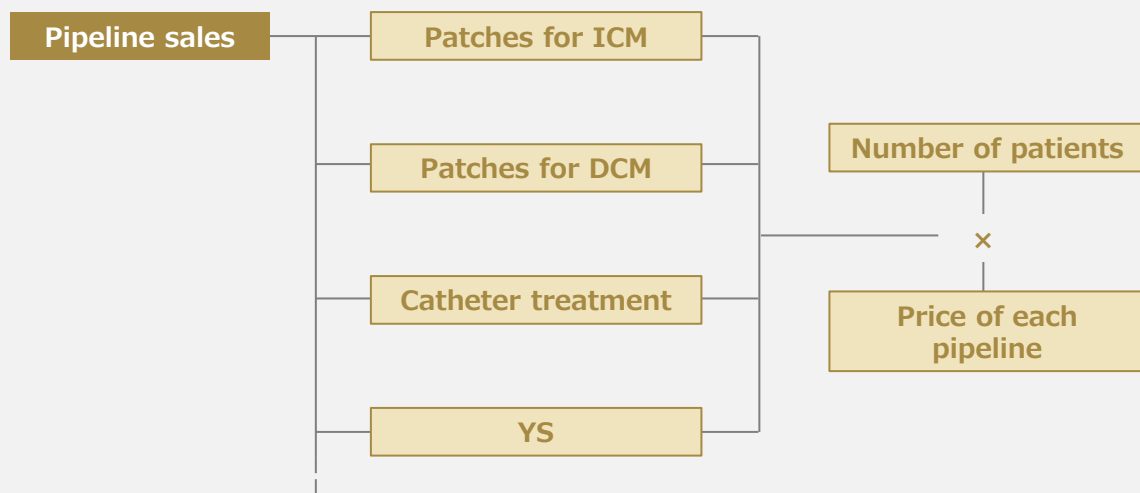 Pipeline sales
Patches for ICM
Patches for DCM
Catheter treatment
YS
Number of patients
×
Price of each
pipeline